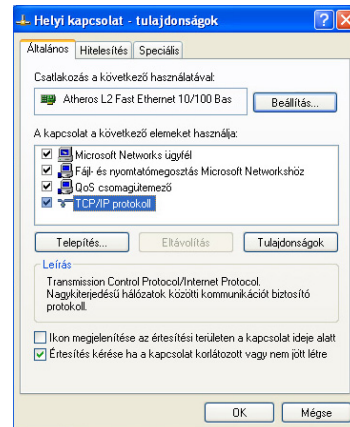 Helyi kapcsolat - tulajdonságok
Általános Hitelesítés Speciális
Csatlakozás a következő használatával:
Atheros L2 Fast Ethernet 10/100 Bas
Beállítás...
A kapcsolat a következő elemeket használja:
Microsoft Networks ügyfél
Fájl- és nyomtatómegosztás Microsoft Networkshöz
QoS csomagütemező
TCP/IP protokoll
Telepítés... Eltávolítás Tulajdonságok
Leírás
Transmission Control Protocol/Internet Protocol.
Nagykiterjedésű hálózatok közötti kommunikációt biztosító
protokoll.
Ikon megjelenítése az értesítési területen a kapcsolat ideje alatt
Értesítés kérése ha a kapcsolat korlátozott vagy nem jött létre
OK Mégse